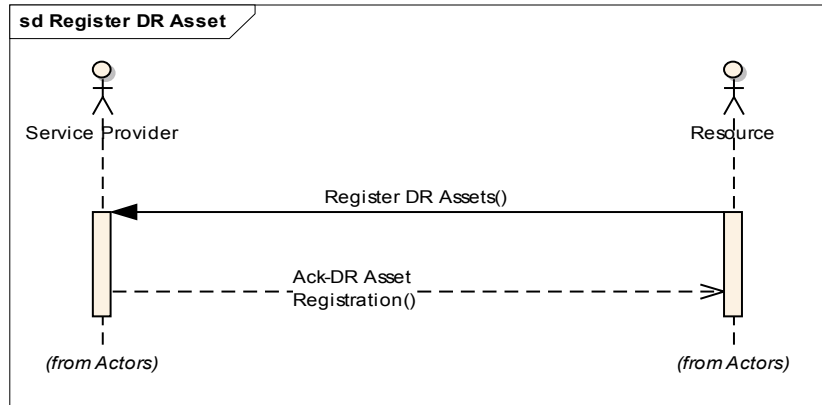 sd Register DR Asset
Service Provider
Resource
Register DR Assets()
Ack-DR Asset
Registration()
(from Actors)
(from Actors)